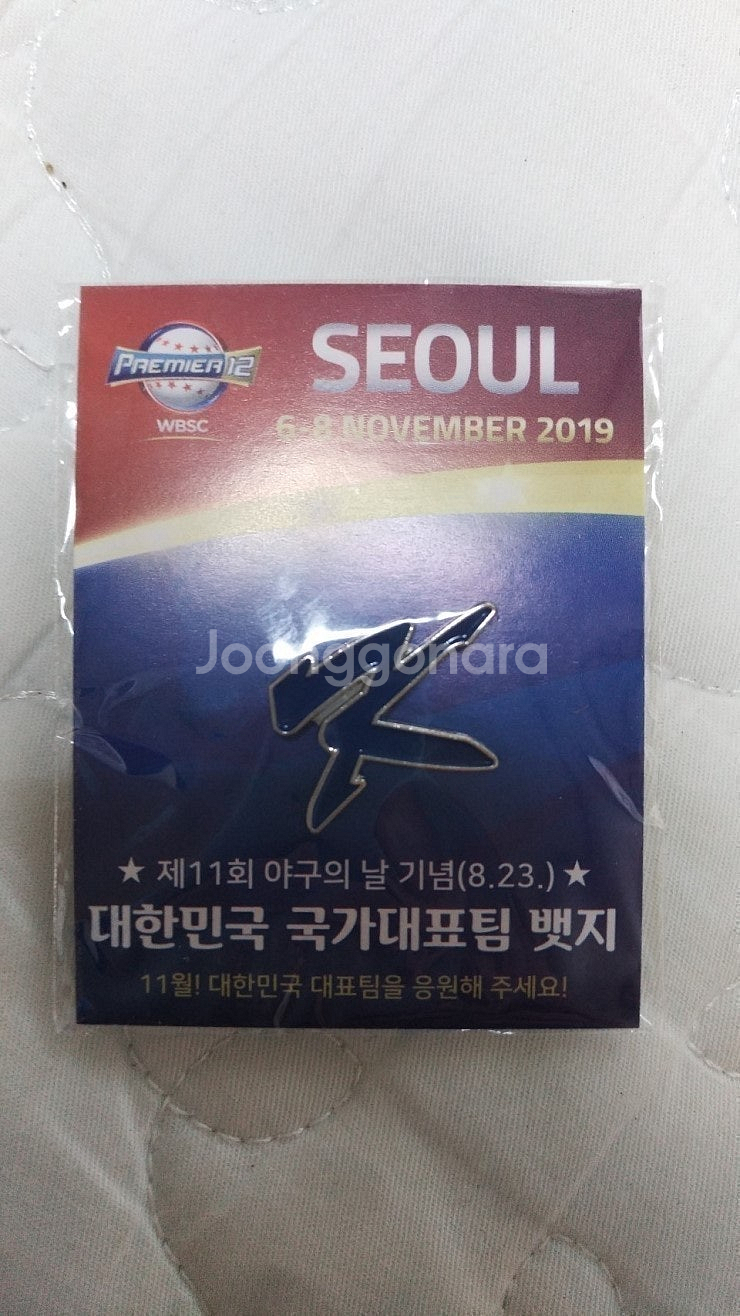 PREMIER 12
WBSC
SEOUL
6-8 NOVEMBER 2019
Joonggonara
★ 제11회 야구의 날 기념(8.23.) ★
대한민국 국가대표팀 뱃지
11월! 대한민국 대표팀을 응원해 주세요!